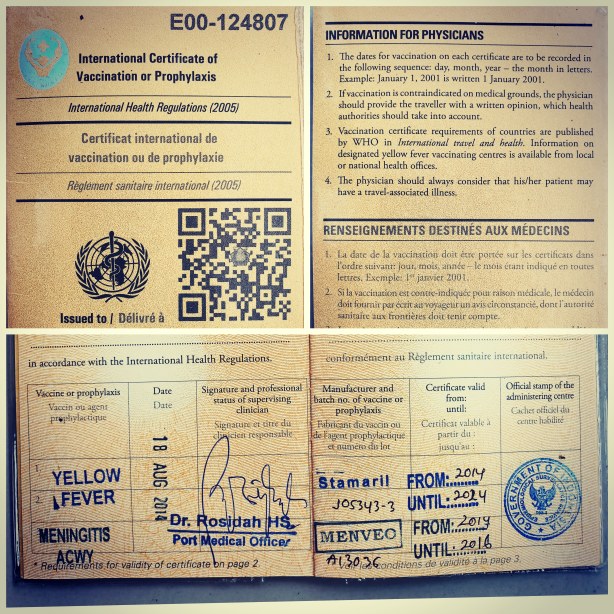 E00-124807
International Certificate of
Vaccination or Prophylaxis
International Health Regulations (2005)
Certificat international de
vaccination ou de prophylaxie
Règlement sanitaire international (2005)
Issued to / Délivré à
INFORMATION FOR PHYSICIANS
1. The dates for vaccination on each certificate are to be recorded in
the following sequence: day, month, year – the month in letters.
Example: January 1, 2001 is written 1 January 2001.
2. If vaccination is contraindicated on medical grounds, the physician
should provide the traveller with a written opinion, which health
authorities should take into account.
3. Vaccination certificate requirements of countries are published
by WHO in International travel and health. Information on
designated yellow fever vaccinating centres is available from local
or national health offices.
4. The physician should always consider that his/her patient may
have a travel-associated illness.
RENSEIGNEMENTS DESTINÉS AUX MÉDECINS
1. La date de la vaccination doit être portée sur les certificats dans
l'ordre suivant: jour, mois, année – le mois étant indiqué en toutes
lettres. Exemple: 1er janvier 2001.
2. Si la vaccination est contre-indiquée pour raison médicale, le médecin
doit fournir par écrit au voyageur un avis circonstancié, dont l'autorité
sanitaire aux frontières doit tenir compte.
in accordance with the International Health Regulations.
conformément au Règlement sanitaire international.
Vaccine or prophylaxis
Vaccin ou agent
prophylactique
Date
Date
Signature and professional
status of supervising
clinician
Signature et titre du
clinicien responsable
Manufacturer and
batch no. of vaccine or
prophylaxis
Fabricant du vaccin ou
de l'agent prophylactique
et numéro du lot
Certificate valid
from:
until:
Certificat valable à
partir du :
jusqu'au :
Official stamp of the
administering centre
Cachet officiel du
centre habilité
1.
YELLOW
2.
FEVER
MENINGITIS
ACWY
18 AUG 2014
Dr. Rosidah HS.
Port Medical Officer
Stamaril
J05343-3
MENVEO
FROM: 2014
UNTIL: 2024
FROM: 2014
UNTIL: 2016
GOVERNMENT OF INDONESIA
* Requirements for validity of certificate on page 2
* Voir les conditions de validité à la page 3.